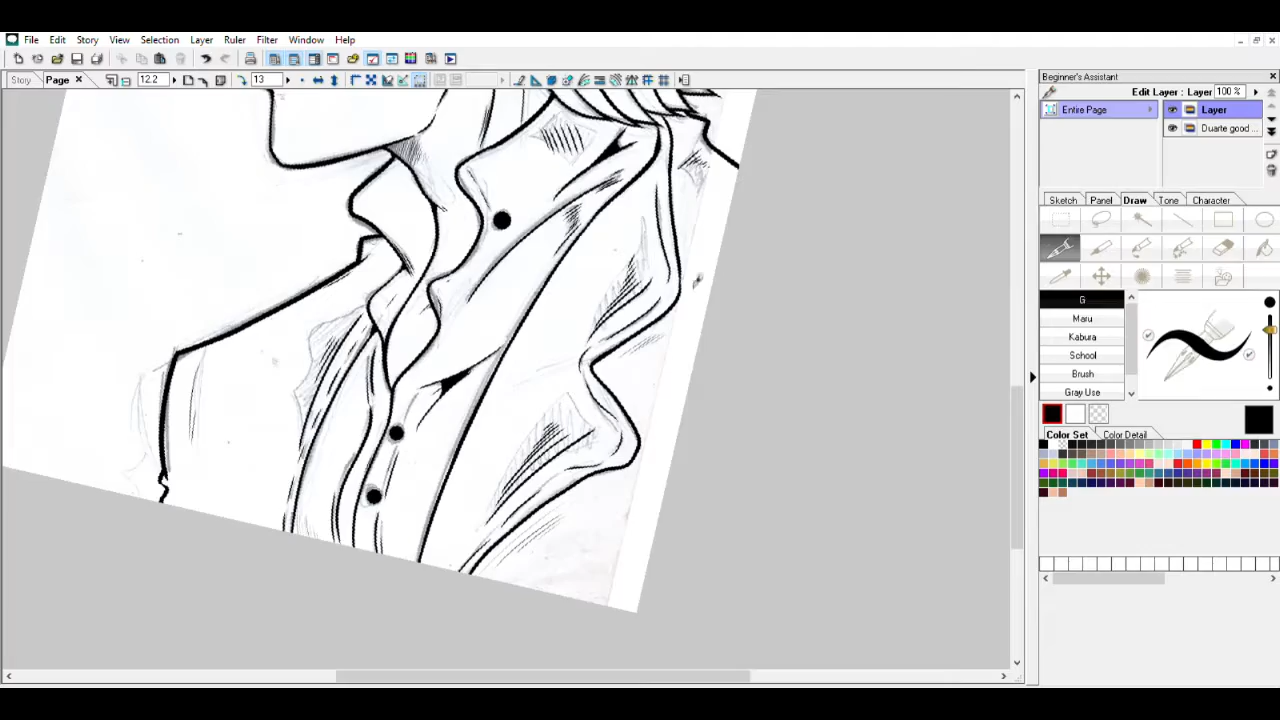 File Edit Story View Selection Layer Ruler Filter Window Help
Story Page 12.2 13
Beginner's Assistant
Edit Layer : Layer 100 %
Entire Page
Layer
Duarte good ...
Sketch Panel Draw Tone Character
G
Maru
Kabura
School
Brush
Gray Use
Color Set Color Detail